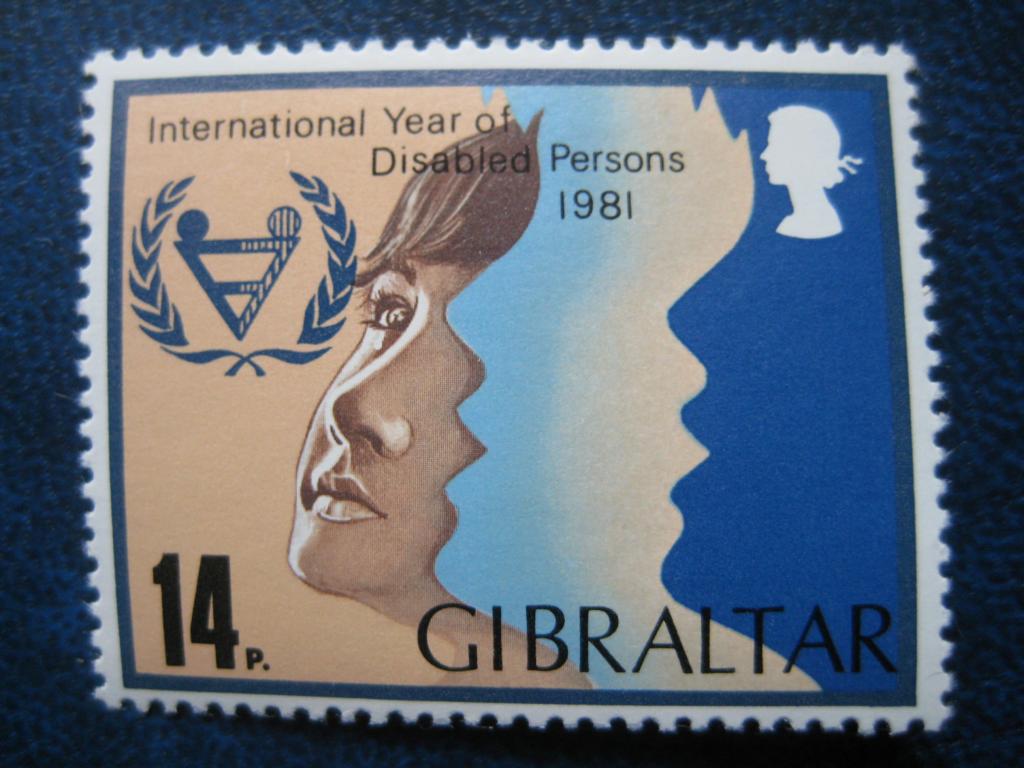 International Year of
Disabled Persons
1981
14P.
GIBRALTAR